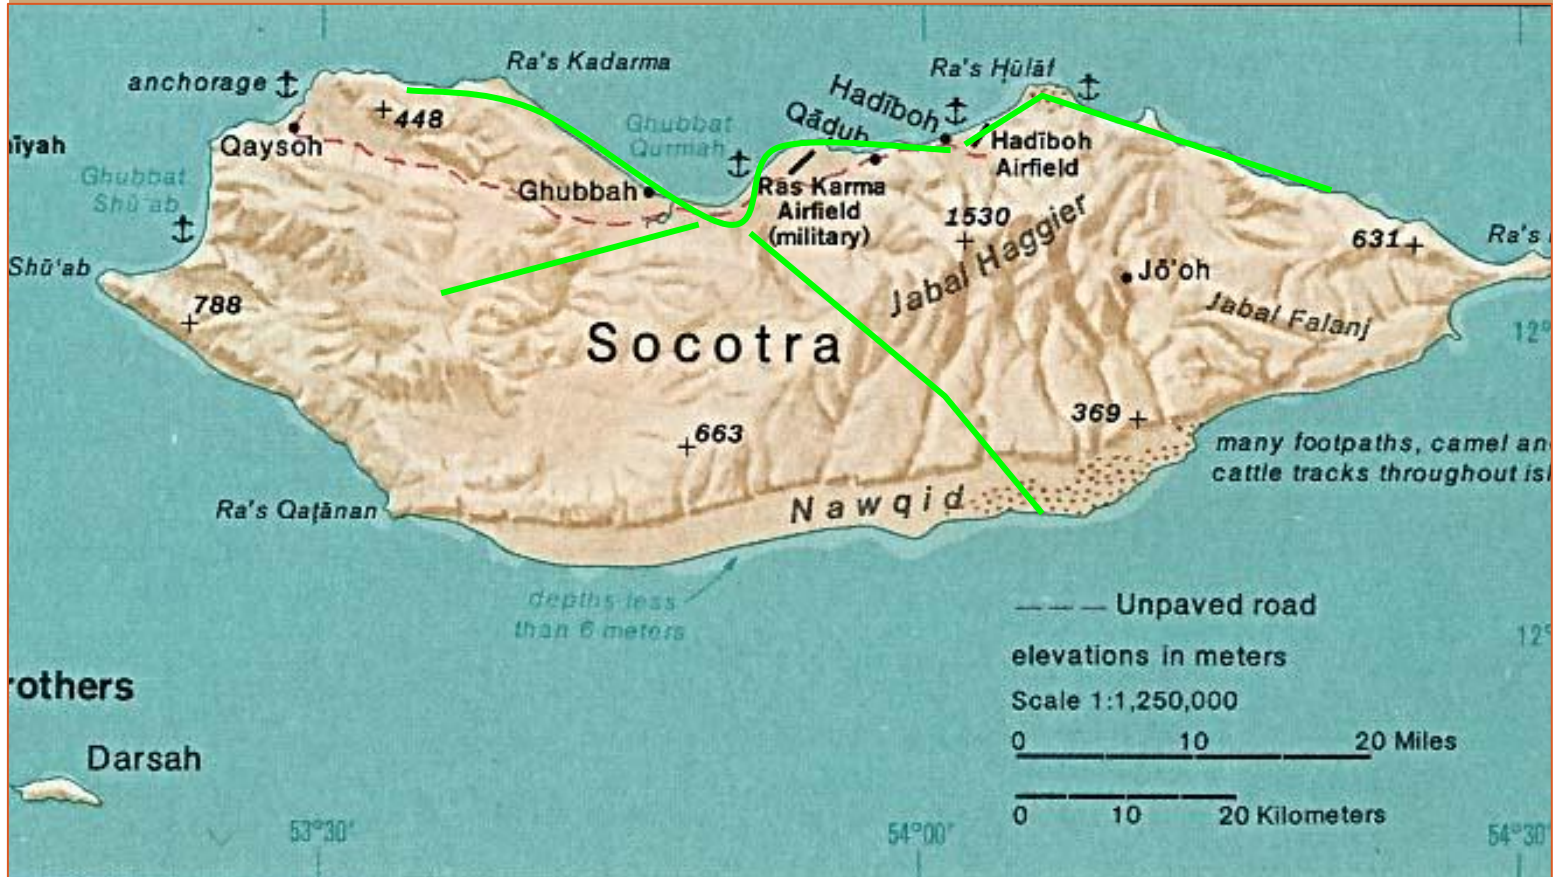 Ra's Kadarma
Ra's Ḥūlāf
anchorage
448
Hadīboh
Qāḍub
Ghubbat
Qurmah
Qaysoh
Hadīboh
Airfield
Ghubbat
Shū'ab
Ghubbah
Ras Karma
Airfield
(military)
1530
631
Ra's
Shū'ab
788
Jabal Haggier
Jō'oh
Jabal Falanj
12°
Socotra
369
663
many footpaths, camel an
cattle tracks throughout isl
Ra's Qaṭānan
Nawqid
depths less
than 6 meters
Unpaved road
12°
elevations in meters
rothers
Scale 1:1,250,000
0 10 20 Miles
Darsah
0 10 20 Kilometers
53°30'
54°00'
54°30'